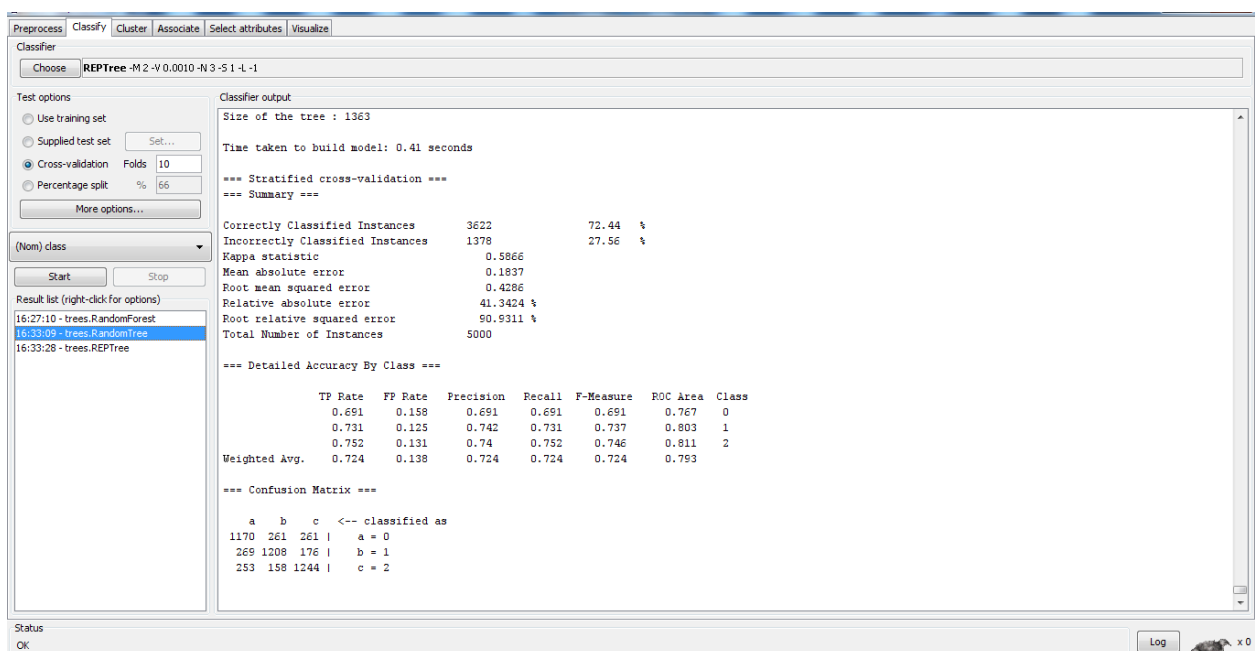 Preprocess Classify Cluster Associate Select attributes Visualize
Classifier
Choose REPTree -M 2 -V 0.0010 -N 3 -S 1 -L -1
Test options
Use training set
Supplied test set Set...
Cross-validation Folds 10
Percentage split % 66
More options...
(Nom) class
Start Stop
Result list (right-click for options)
16:27:10 - trees.RandomForest
16:33:09 - trees.RandomTree
16:33:28 - trees.REPTree
Classifier output
Size of the tree : 1363
Time taken to build model: 0.41 seconds
=== Stratified cross-validation ===
=== Summary ===
Correctly Classified Instances 3622 72.44 %
Incorrectly Classified Instances 1378 27.56 %
Kappa statistic 0.5866
Mean absolute error 0.1837
Root mean squared error 0.4286
Relative absolute error 41.3424 %
Root relative squared error 90.9311 %
Total Number of Instances 5000
=== Detailed Accuracy By Class ===
TP Rate FP Rate Precision Recall F-Measure ROC Area Class
0.691 0.158 0.691 0.691 0.691 0.767 0
0.731 0.125 0.742 0.731 0.737 0.803 1
0.752 0.131 0.74 0.752 0.746 0.811 2
Weighted Avg. 0.724 0.138 0.724 0.724 0.724 0.793
=== Confusion Matrix ===
a b c <-- classified as
1170 261 261 | a = 0
269 1208 176 | b = 1
253 158 1244 | c = 2
Status
OK
Log x 0